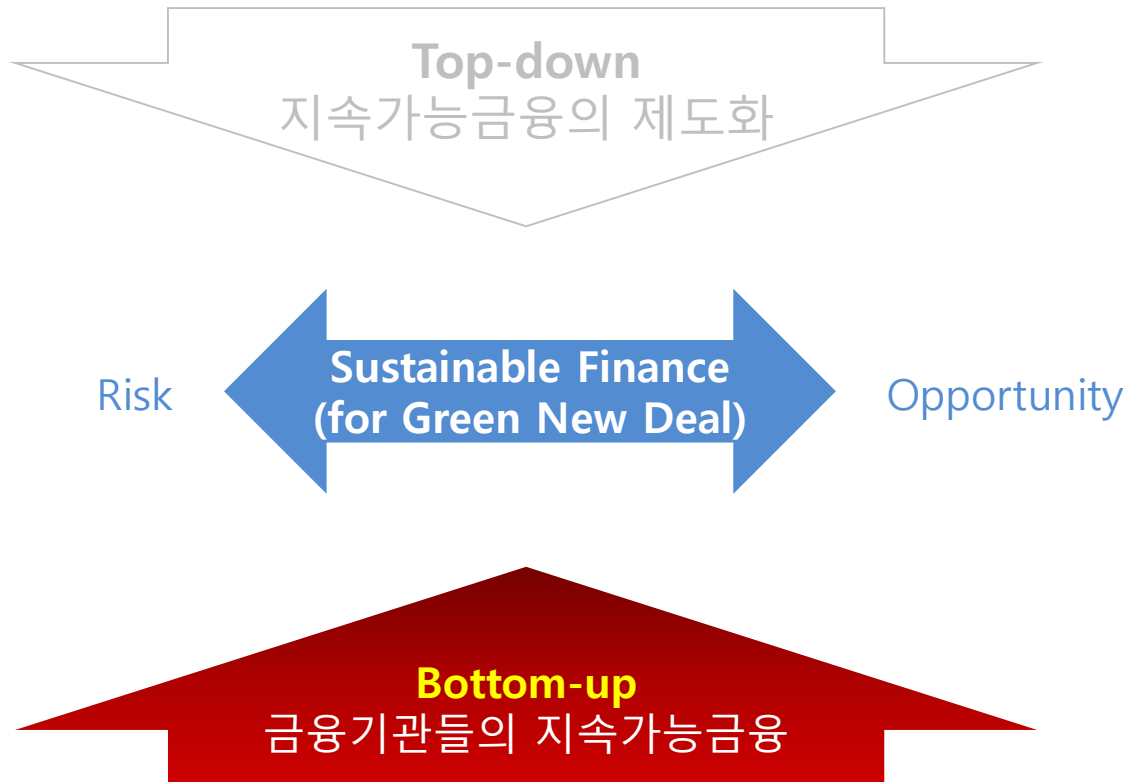 Top-down
지속가능금융의 제도화
Risk
Sustainable Finance
(for Green New Deal)
Opportunity
Bottom-up
금융기관들의 지속가능금융